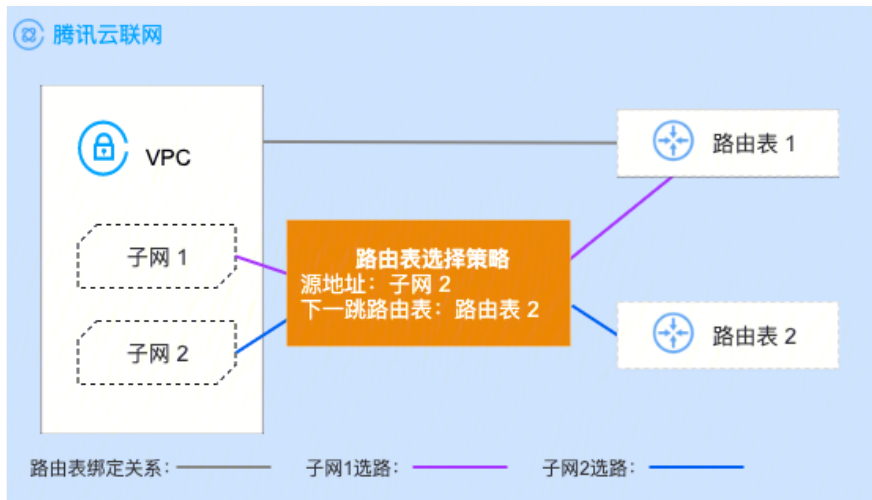 腾讯云联网
VPC
路由表 1
子网 1
路由表选择策略
源地址：子网 2
下一跳路由表：路由表 2
子网 2
路由表 2
路由表绑定关系：
子网1选路：
子网2选路：